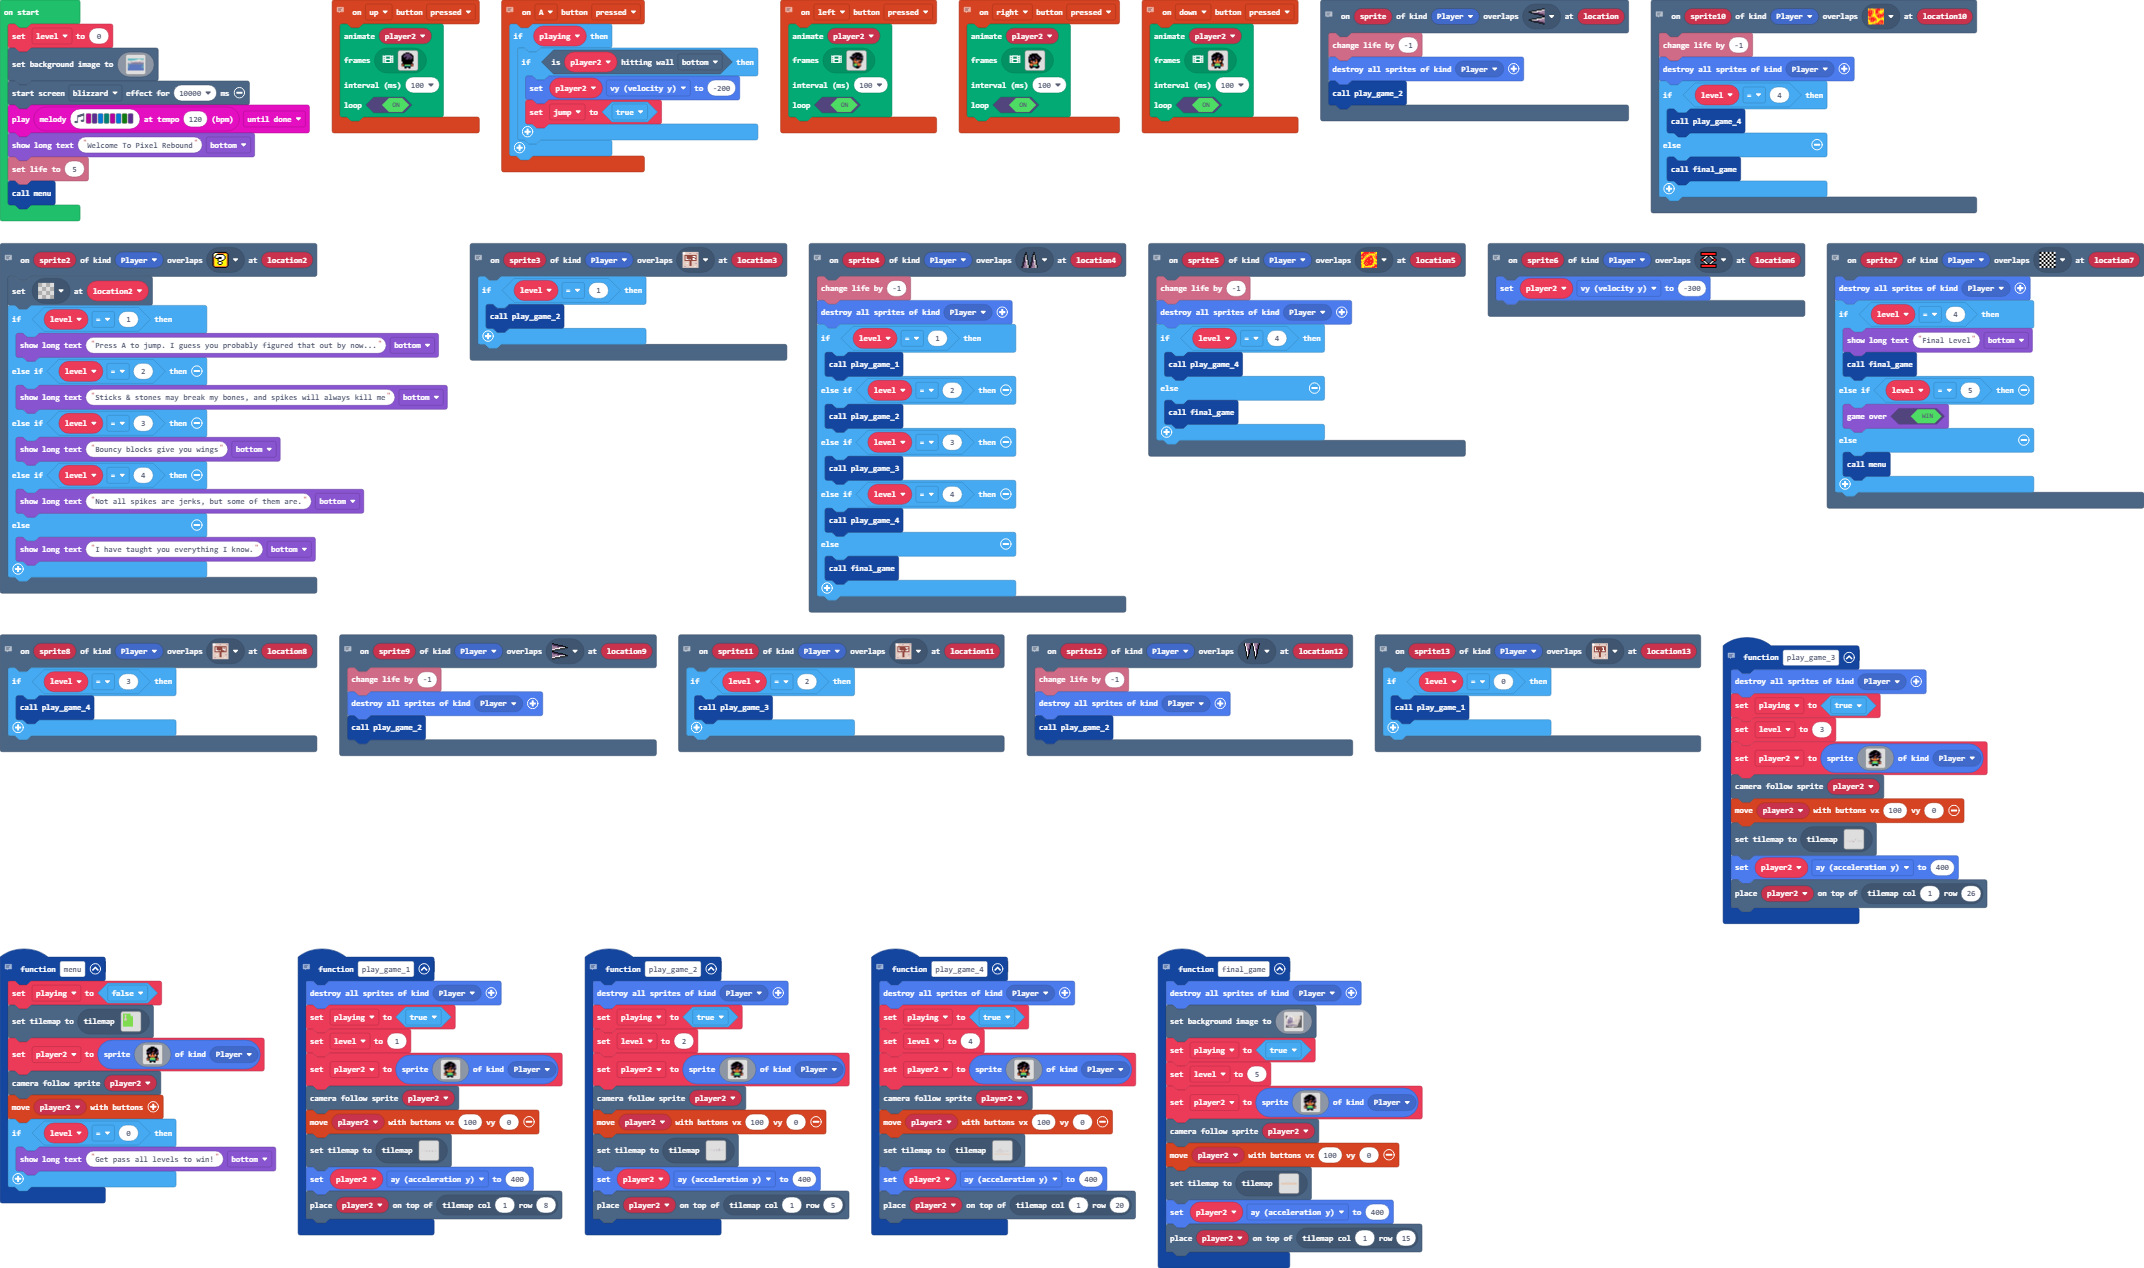 on start
set level to 0
set background image to
start screen blizzard effect for 10000 ms
play melody at tempo 120 (bpm) until done
show long text "Welcome To Pixel Rebound" bottom
set life to 5
call menu
on up button pressed
animate player2
frames
interval (ms) 100
loop ON
on A button pressed
if playing then
if is player2 hitting wall bottom then
set player2 vy (velocity y) to -200
set jump to true
on left button pressed
animate player2
frames
interval (ms) 100
loop ON
on right button pressed
animate player2
frames
interval (ms) 100
loop ON
on down button pressed
animate player2
frames
interval (ms) 100
loop ON
on sprite of kind Player overlaps at location
change life by -1
destroy all sprites of kind Player
call play_game_2
on sprite10 of kind Player overlaps at location10
change life by -1
destroy all sprites of kind Player
if level = 4 then
call play_game_4
else
call final_game
on sprite2 of kind Player overlaps at location2
set at location2
if level = 1 then
show long text "Press A to jump. I guess you probably figured that out by now..." bottom
else if level = 2 then
show long text "Sticks & stones may break my bones, and spikes will always kill me" bottom
else if level = 3 then
show long text "Bouncy blocks give you wings" bottom
else if level = 4 then
show long text "Not all spikes are jerks, but some of them are." bottom
else
show long text "I have taught you everything I know." bottom
on sprite3 of kind Player overlaps at location3
if level = 1 then
call play_game_2
on sprite4 of kind Player overlaps at location4
change life by -1
destroy all sprites of kind Player
if level = 1 then
call play_game_1
else if level = 2 then
call play_game_2
else if level = 3 then
call play_game_3
else if level = 4 then
call play_game_4
else
call final_game
on sprite5 of kind Player overlaps at location5
change life by -1
destroy all sprites of kind Player
if level = 4 then
call play_game_4
else
call final_game
on sprite6 of kind Player overlaps at location6
set player2 vy (velocity y) to -300
on sprite7 of kind Player overlaps at location7
destroy all sprites of kind Player
if level = 4 then
show long text "Final Level" bottom
call final_game
else if level = 5 then
game over WIN
else
call menu
on sprite8 of kind Player overlaps at location8
if level = 3 then
call play_game_4
on sprite9 of kind Player overlaps at location9
change life by -1
destroy all sprites of kind Player
call play_game_2
on sprite11 of kind Player overlaps at location11
if level = 2 then
call play_game_3
on sprite12 of kind Player overlaps at location12
change life by -1
destroy all sprites of kind Player
call play_game_2
on sprite13 of kind Player overlaps at location13
if level = 0 then
call play_game_1
function play_game_3
destroy all sprites of kind Player
set playing to true
set level to 3
set player2 to sprite of kind Player
camera follow sprite player2
move player2 with buttons vx 100 vy 0
set tilemap to tilemap
set player2 ay (acceleration y) to 400
place player2 on top of tilemap col 1 row 26
function menu
set playing to false
set tilemap to tilemap
set player2 to sprite of kind Player
camera follow sprite player2
move player2 with buttons
if level = 0 then
show long text "Get pass all levels to win!" bottom
function play_game_1
destroy all sprites of kind Player
set playing to true
set level to 1
set player2 to sprite of kind Player
camera follow sprite player2
move player2 with buttons vx 100 vy 0
set tilemap to tilemap
set player2 ay (acceleration y) to 400
place player2 on top of tilemap col 1 row 8
function play_game_2
destroy all sprites of kind Player
set playing to true
set level to 2
set player2 to sprite of kind Player
camera follow sprite player2
move player2 with buttons vx 100 vy 0
set tilemap to tilemap
set player2 ay (acceleration y) to 400
place player2 on top of tilemap col 1 row 5
function play_game_4
destroy all sprites of kind Player
set playing to true
set level to 4
set player2 to sprite of kind Player
camera follow sprite player2
move player2 with buttons vx 100 vy 0
set tilemap to tilemap
set player2 ay (acceleration y) to 400
place player2 on top of tilemap col 1 row 20
function final_game
destroy all sprites of kind Player
set background image to
set playing to true
set level to 5
set player2 to sprite of kind Player
camera follow sprite player2
move player2 with buttons vx 100 vy 0
set tilemap to tilemap
set player2 ay (acceleration y) to 400
place player2 on top of tilemap col 1 row 15